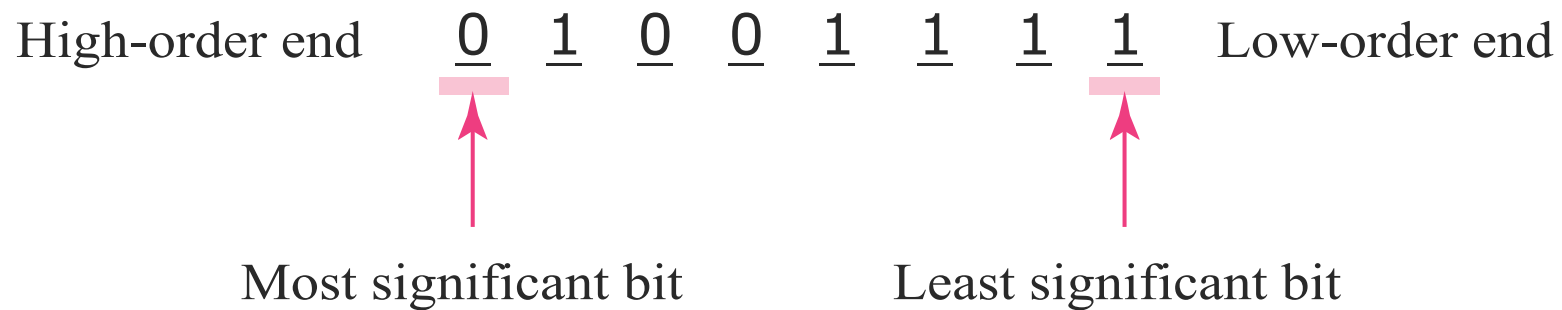 High-order end 0 1 0 0 1 1 1 1 Low-order end
Most significant bit Least significant bit